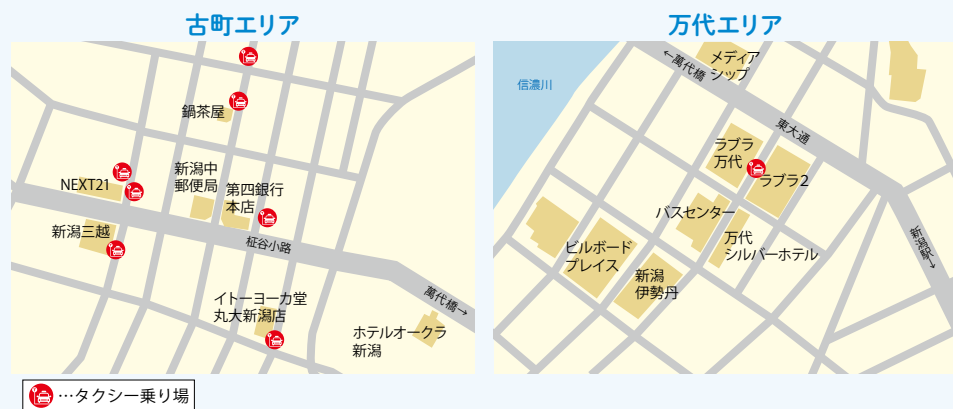 古町エリア
鍋茶屋
NEXT21
新潟中
郵便局
第四銀行
本店
新潟三越
柾谷小路
イトーヨーカ堂
丸大新潟店
萬代橋→
ホテルオークラ
新潟
万代エリア
信濃川
←萬代橋
メディア
シップ
東大通
ラブラ
万代
ラブラ2
バスセンター
万代
シルバーホテル
ビルボード
プレイス
新潟
伊勢丹
新潟駅→
…タクシー乗り場